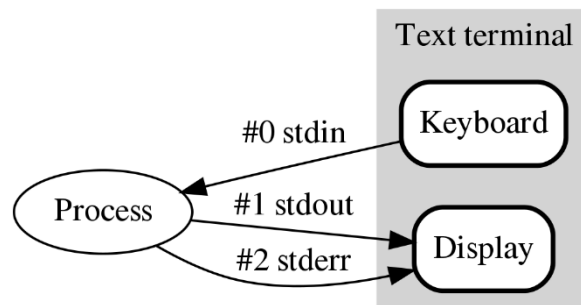 Text terminal
Keyboard
#0 stdin
Process
#1 stdout
Display
#2 stderr